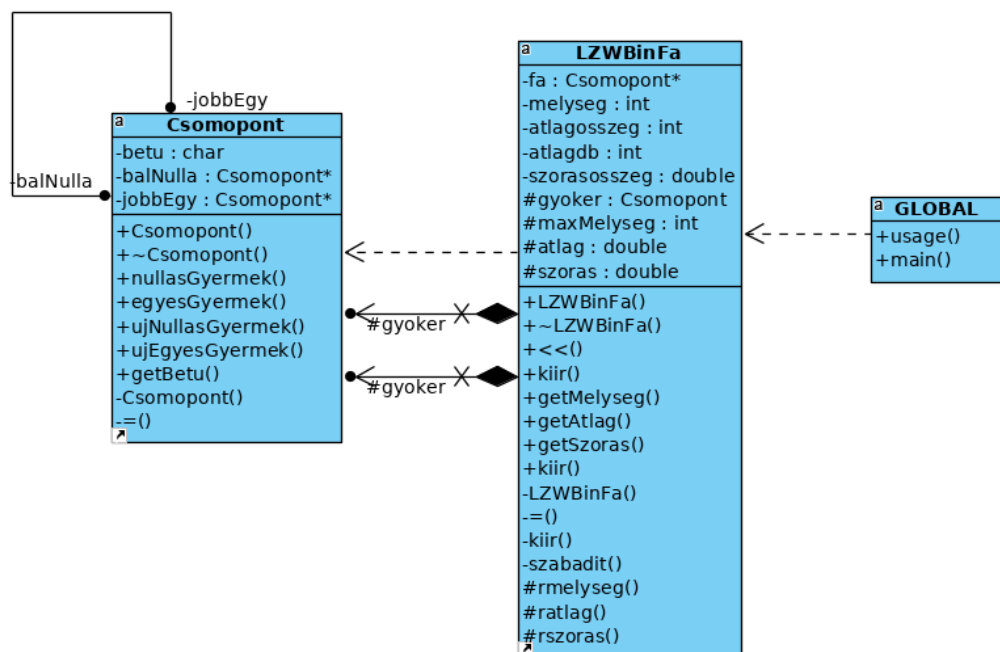 -jobbEgy
-balNulla
a
Csomopont
-betu : char
-balNulla : Csomopont*
-jobbEgy : Csomopont*
+Csomopont()
+~Csomopont()
+nullasGyermek()
+egyesGyermek()
+ujNullasGyermek()
+ujEgyesGyermek()
+getBetu()
-Csomopont()
-=()
#gyoker
#gyoker
a
LZWBinFa
-fa : Csomopont*
-melyseg : int
-atlagosszeg : int
-atlagdb : int
-szorasosszeg : double
#gyoker : Csomopont
#maxMelyseg : int
#atlag : double
#szoras : double
+LZWBinFa()
+~LZWBinFa()
+<<()
+kiir()
+getMelyseg()
+getAtlag()
+getSzoras()
+kiir()
-LZWBinFa()
-=()
-kiir()
-szabadit()
#rmelyseg()
#ratlag()
#rszoras()
a
GLOBAL
+usage()
+main()